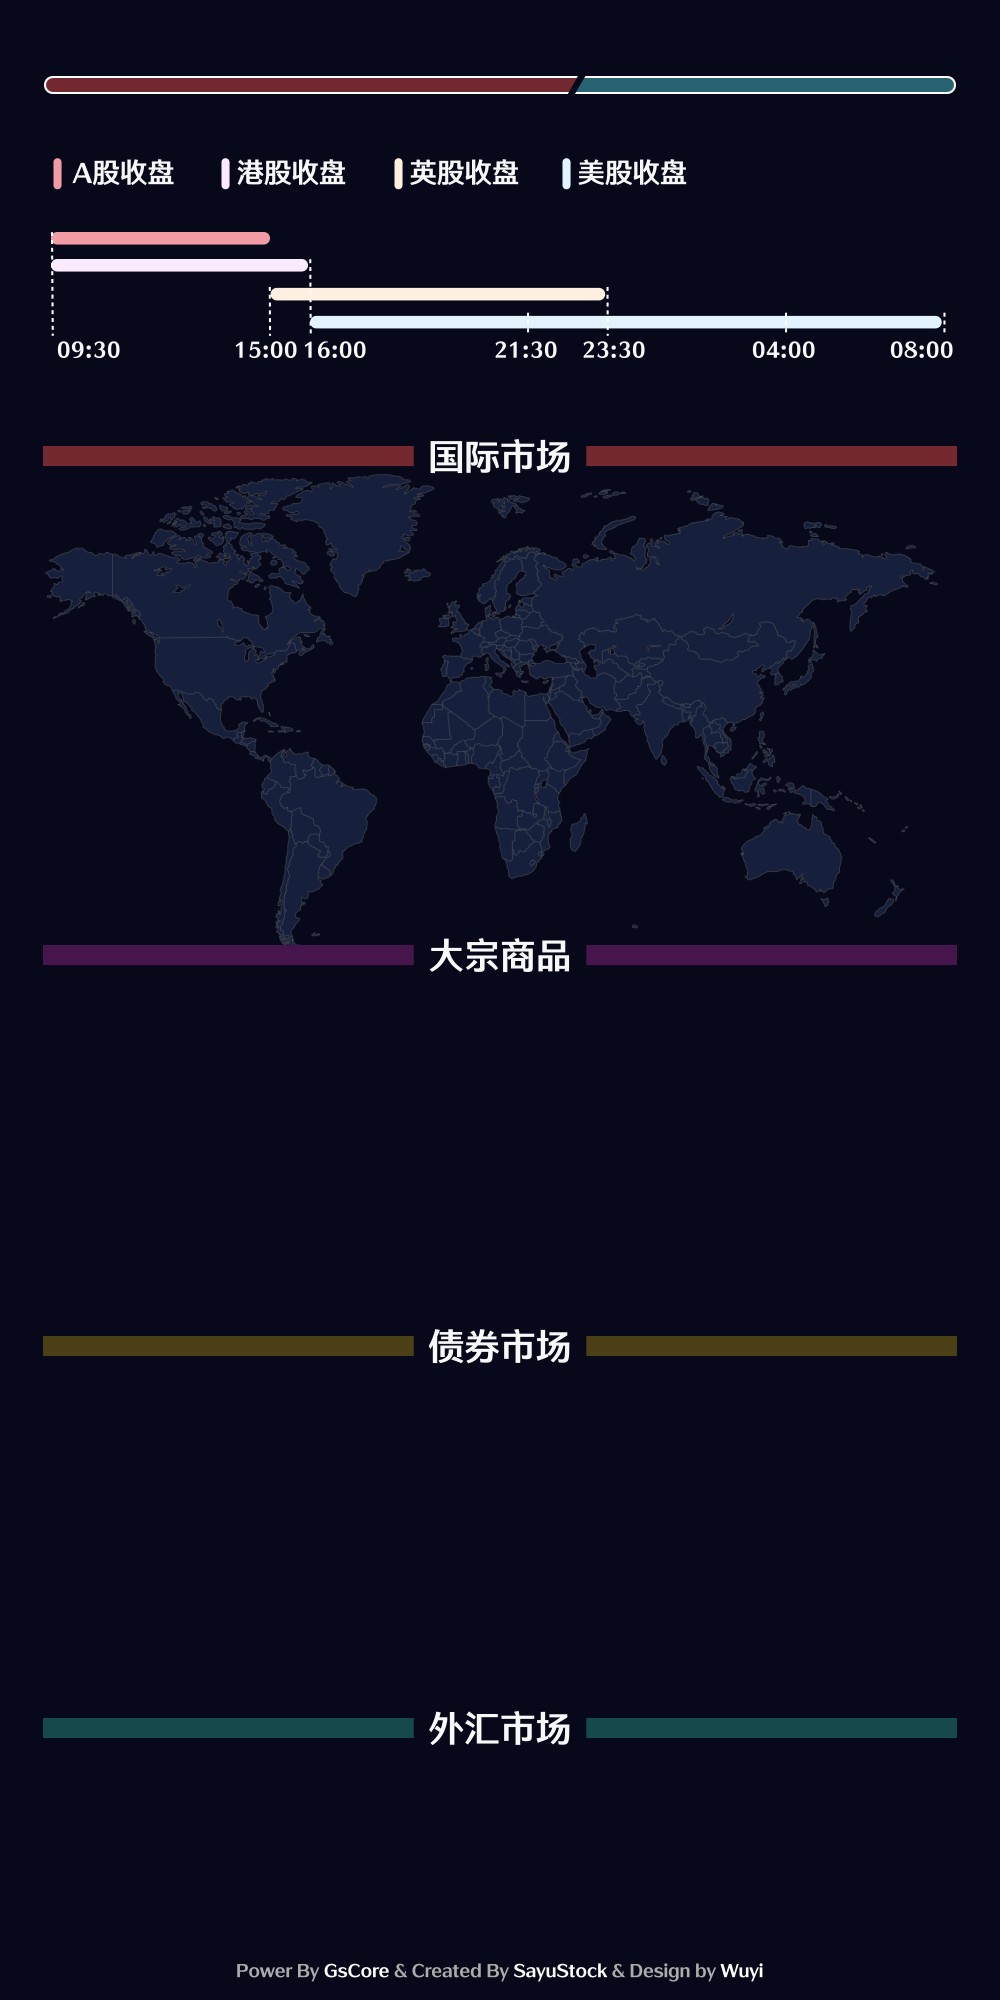 A股收盘 港股收盘 英股收盘 美股收盘
09:30 15:00 16:00 21:30 23:30 04:00 08:00
国际市场
大宗商品
债券市场
外汇市场
Power By GsCore & Created By SayuStock & Design by Wuyi